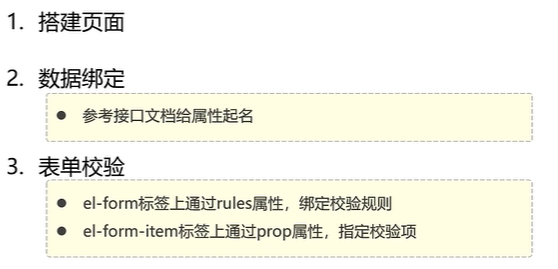 1. 搭建页面
2. 数据绑定
● 参考接口文档给属性起名
3. 表单校验
● el-form标签上通过rules属性，绑定校验规则
● el-form-item标签上通过prop属性，指定校验项